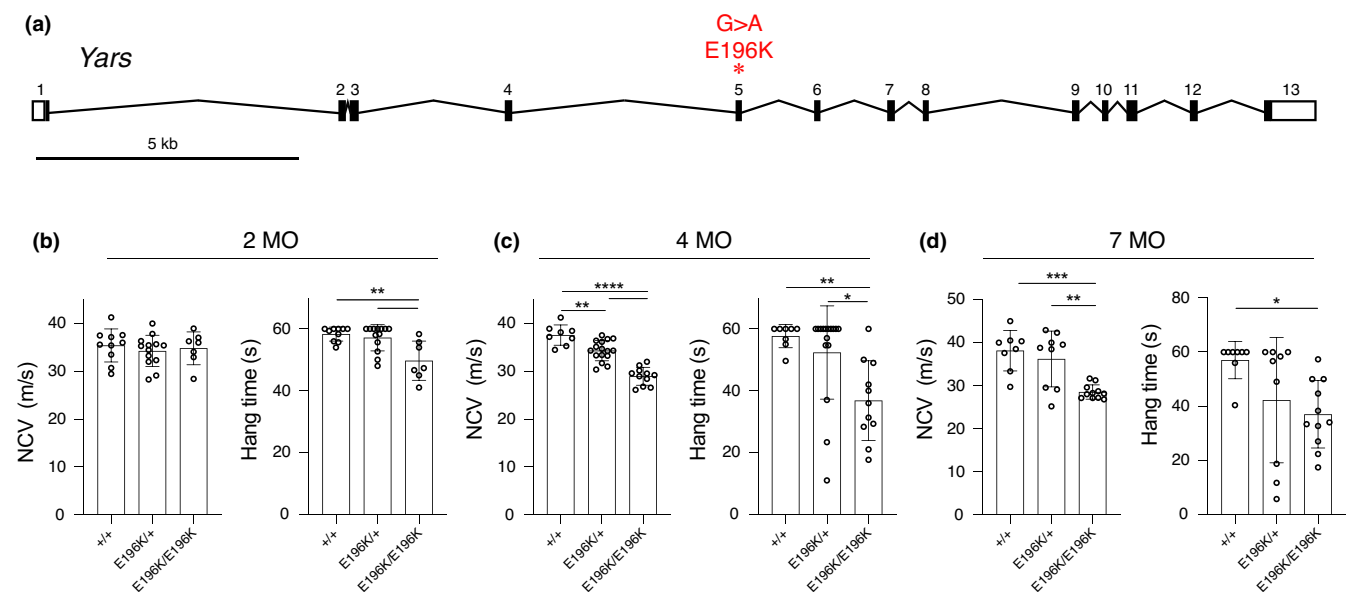 (a)
G>A
E196K
*
Yars
1 2 3 4 5 6 7 8 9 10 11 12 13
5 kb
(b) 2 MO
(c) 4 MO
(d) 7 MO
NCV (m/s)
40
30
20
10
0
+/+
E196K/+
E196K/E196K
Hang time (s)
**
60
40
20
0
+/+
E196K/+
E196K/E196K
NCV (m/s)
****
**
40
30
20
10
0
+/+
E196K/+
E196K/E196K
Hang time (s)
**
*
60
40
20
0
+/+
E196K/+
E196K/E196K
NCV (m/s)
***
**
50
40
30
20
10
0
+/+
E196K/+
E196K/E196K
Hang time (s)
*
80
60
40
20
0
+/+
E196K/+
E196K/E196K